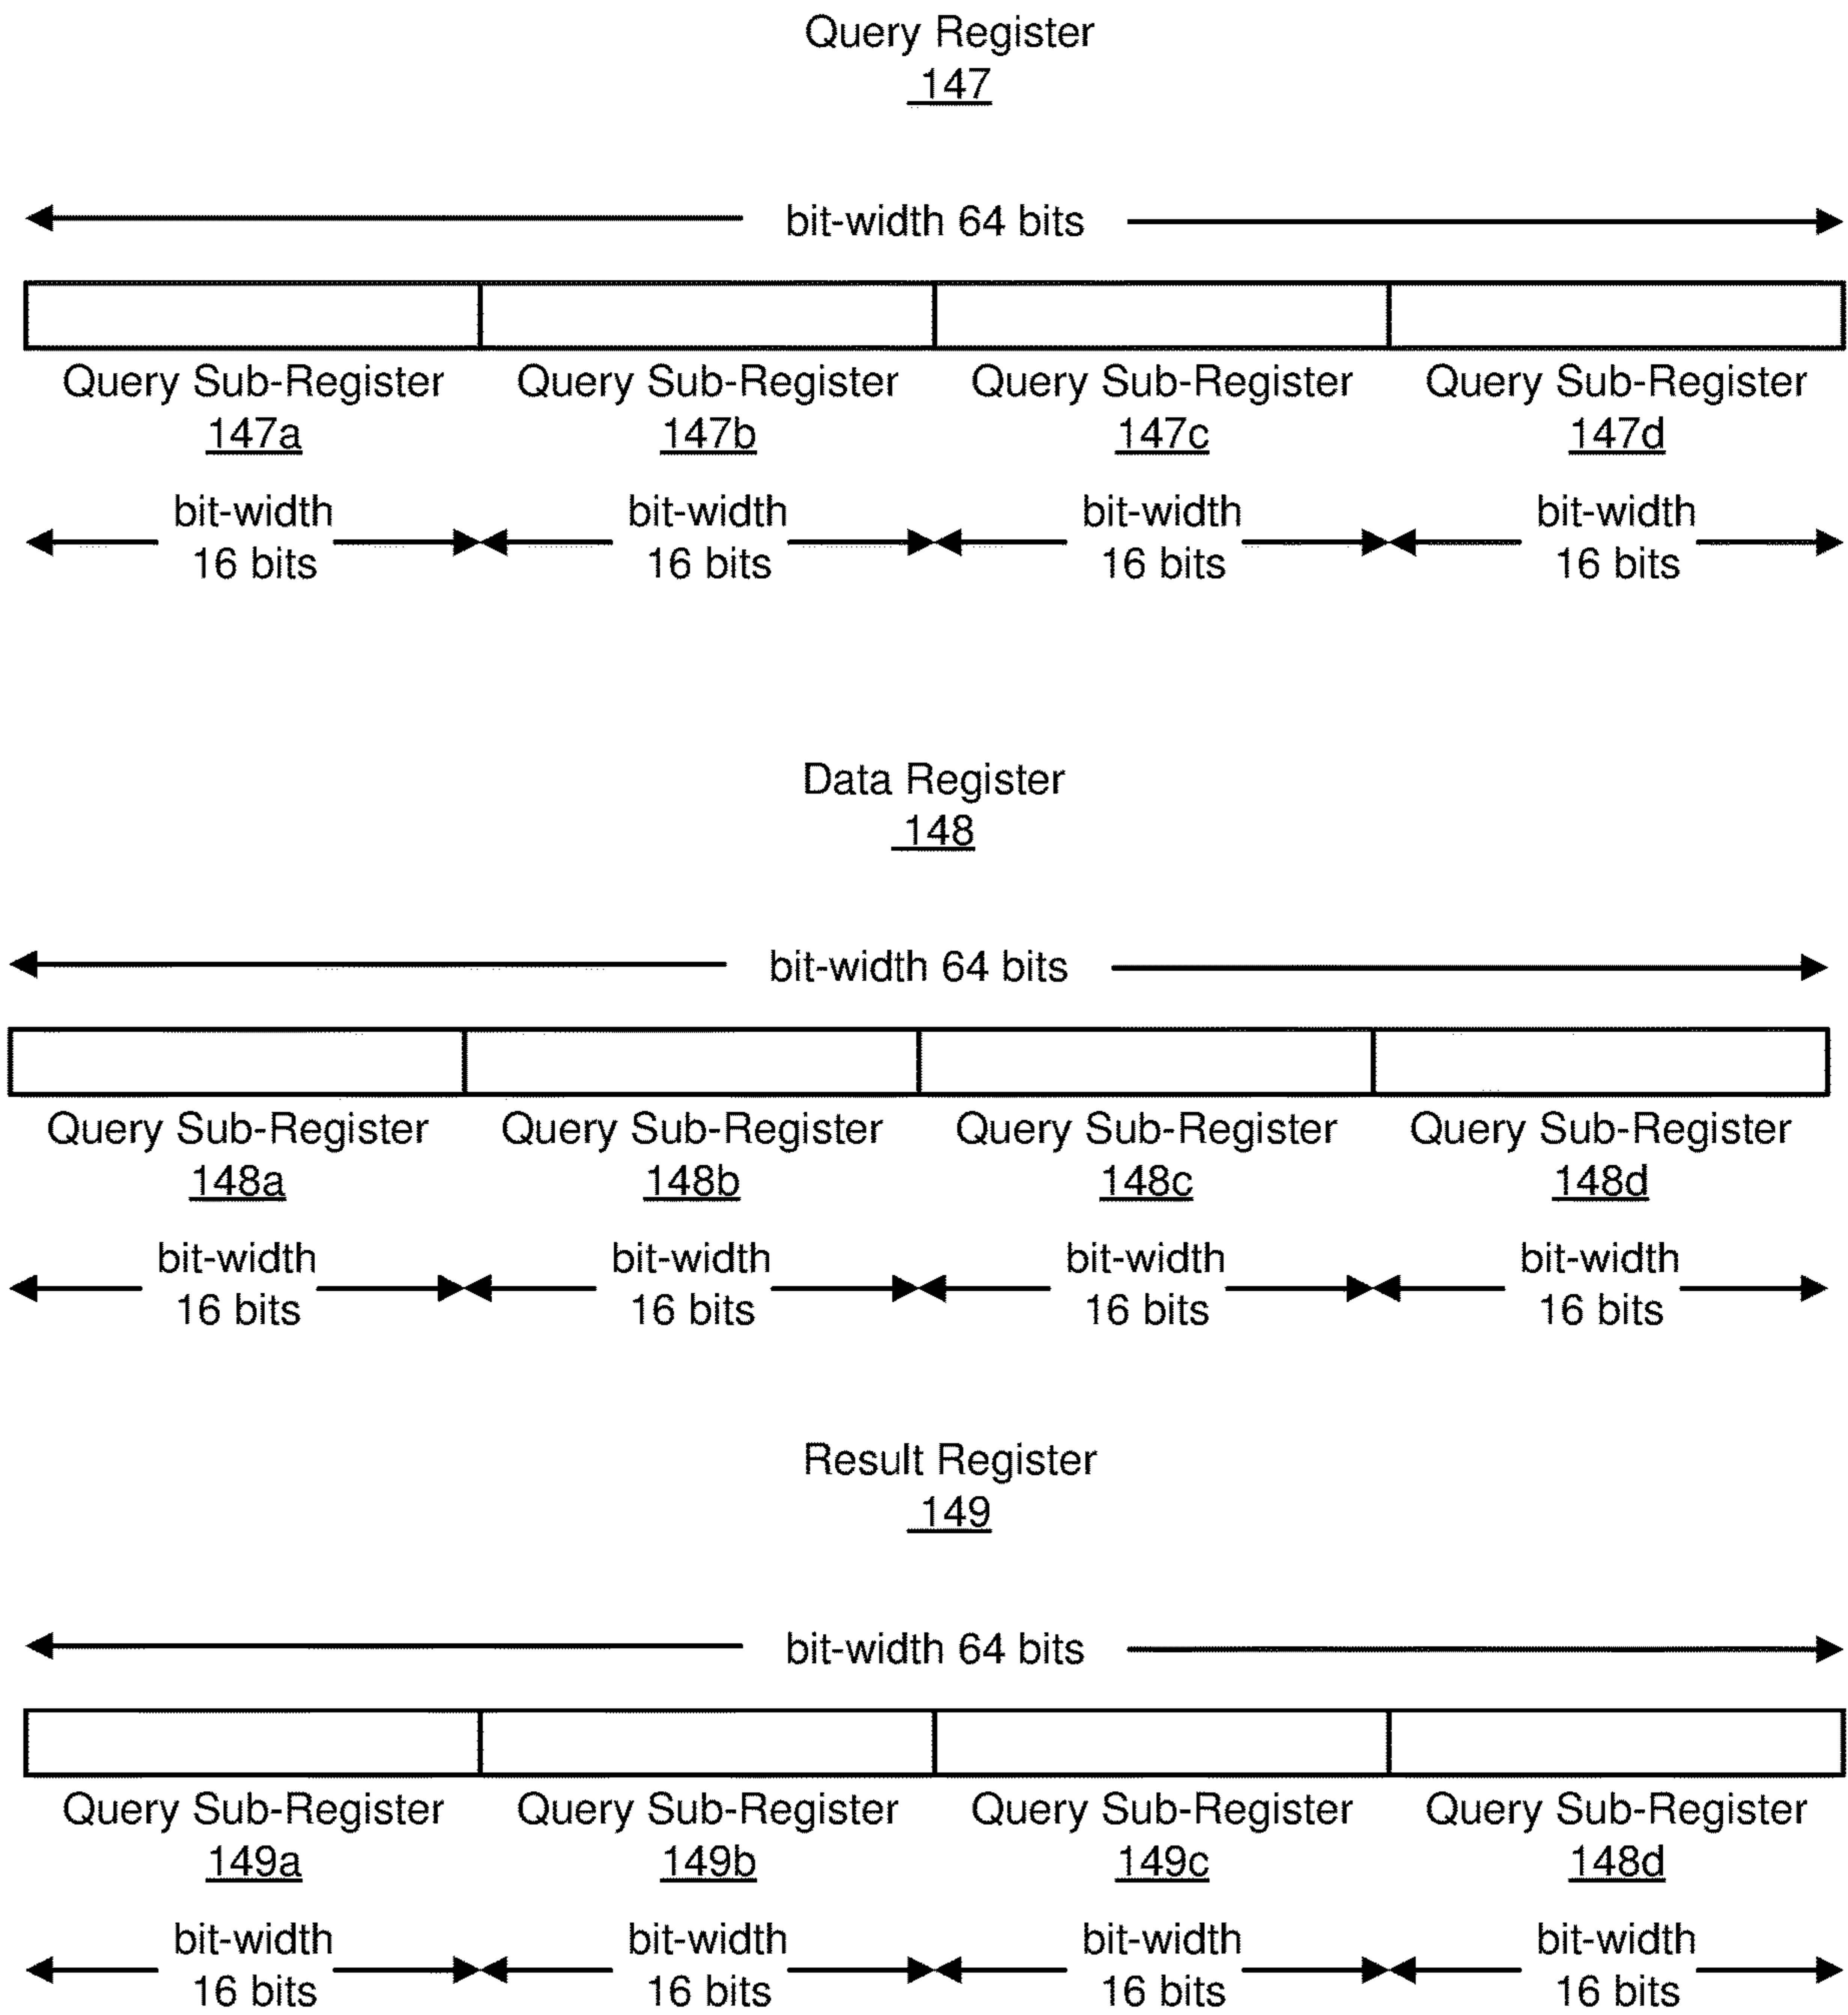 Query Register
147
bit-width 64 bits
Query Sub-Register Query Sub-Register Query Sub-Register Query Sub-Register
147a 147b 147c 147d
bit-width bit-width bit-width bit-width
16 bits 16 bits 16 bits 16 bits
Data Register
148
bit-width 64 bits
Query Sub-Register Query Sub-Register Query Sub-Register Query Sub-Register
148a 148b 148c 148d
bit-width bit-width bit-width bit-width
16 bits 16 bits 16 bits 16 bits
Result Register
149
bit-width 64 bits
Query Sub-Register Query Sub-Register Query Sub-Register Query Sub-Register
149a 149b 149c 148d
bit-width bit-width bit-width bit-width
16 bits 16 bits 16 bits 16 bits